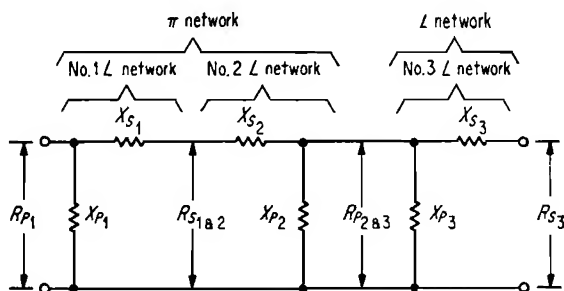 π network
L network
No.1 L network
No.2 L network
No.3 L network
XS1
XS2
XS3
RP1
XP1
RS1&2
XP2
RP2&3
XP3
RS3